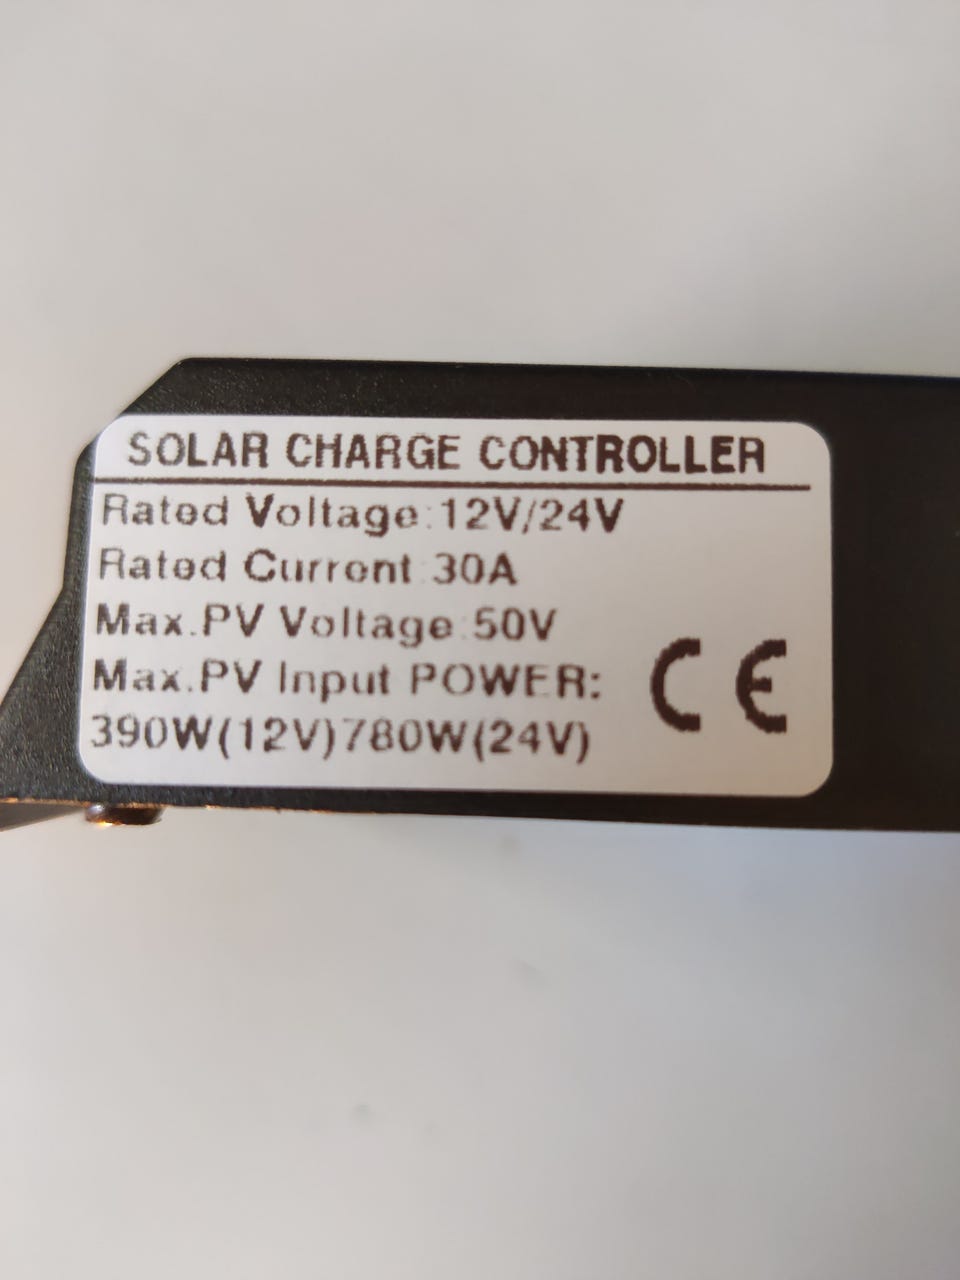 SOLAR CHARGE CONTROLLER
Rated Voltage:12V/24V
Rated Current:30A
Max.PV Voltage:50V
Max.PV Input POWER:
390W(12V)780W(24V)
CE